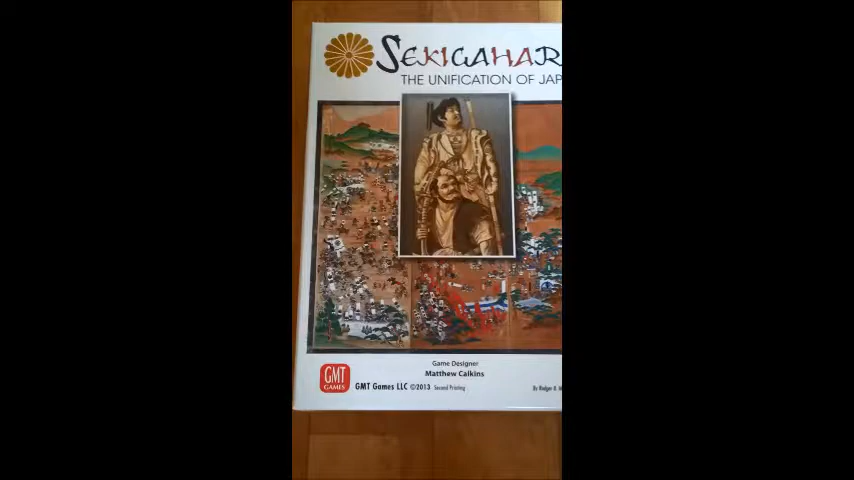 SEKIGAHAR
THE UNIFICATION OF JAP
Game Designer
Matthew Calkins
GMT
GAMES
GMT Games LLC ©2013 Second Printing